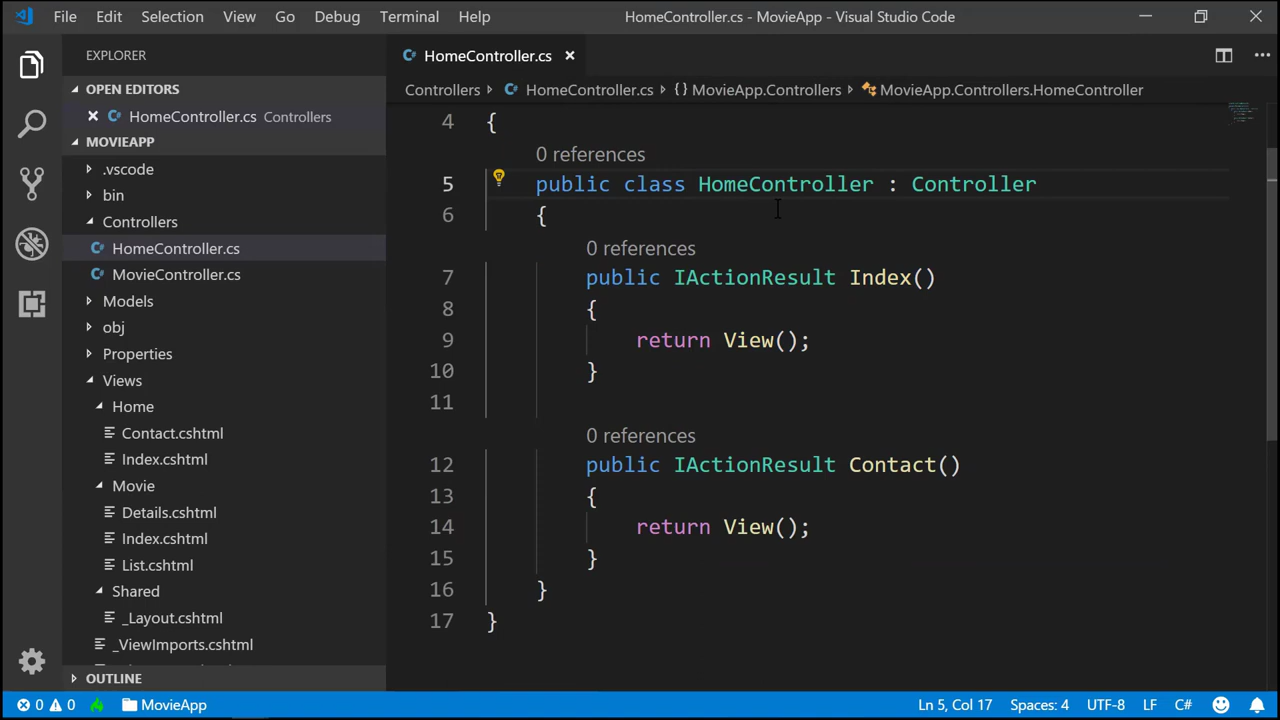 File Edit Selection View Go Debug Terminal Help HomeController.cs - MovieApp - Visual Studio Code
EXPLORER
OPEN EDITORS
HomeController.cs Controllers
MOVIEAPP
.vscode
bin
Controllers
HomeController.cs
MovieController.cs
Models
obj
Properties
Views
Home
Contact.cshtml
Index.cshtml
Movie
Details.cshtml
Index.cshtml
List.cshtml
Shared
_Layout.cshtml
_ViewImports.cshtml
OUTLINE
HomeController.cs
Controllers HomeController.cs {} MovieApp.Controllers MovieApp.Controllers.HomeController
4 {
0 references
5 public class HomeController : Controller
6 {
0 references
7 public IActionResult Index()
8 {
9 return View();
10 }
11
0 references
12 public IActionResult Contact()
13 {
14 return View();
15 }
16 }
17 }
0 0 MovieApp Ln 5, Col 17 Spaces: 4 UTF-8 LF C#